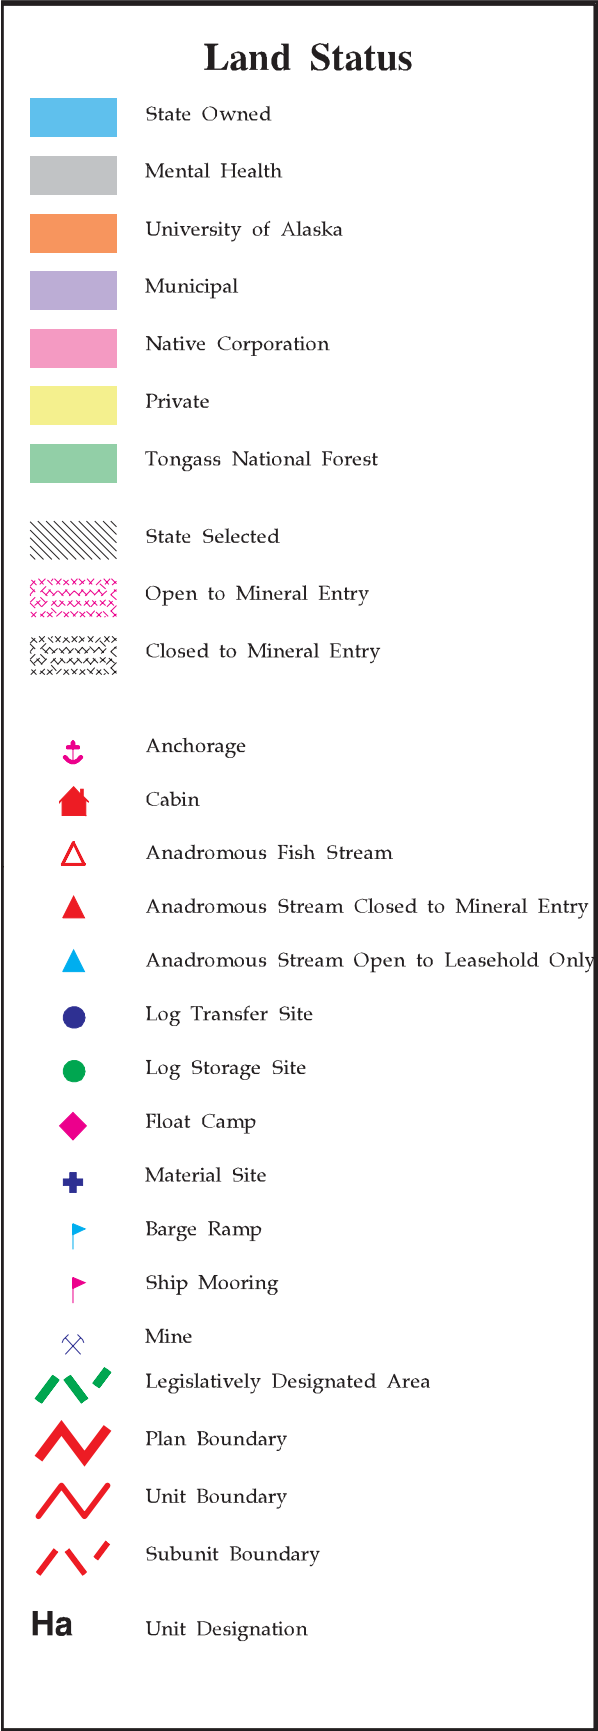 Land Status
State Owned
Mental Health
University of Alaska
Municipal
Native Corporation
Private
Tongass National Forest
State Selected
Open to Mineral Entry
Closed to Mineral Entry
Anchorage
Cabin
Anadromous Fish Stream
Anadromous Stream Closed to Mineral Entry
Anadromous Stream Open to Leasehold Only
Log Transfer Site
Log Storage Site
Float Camp
Material Site
Barge Ramp
Ship Mooring
Mine
Legislatively Designated Area
Plan Boundary
Unit Boundary
Subunit Boundary
Ha Unit Designation